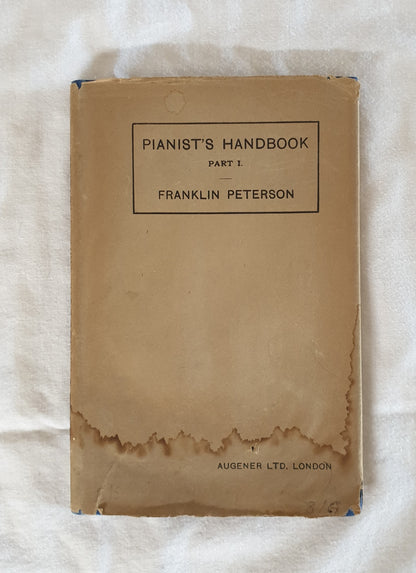 PIANIST'S HANDBOOK
PART I.
FRANKLIN PETERSON
AUGENER LTD. LONDON